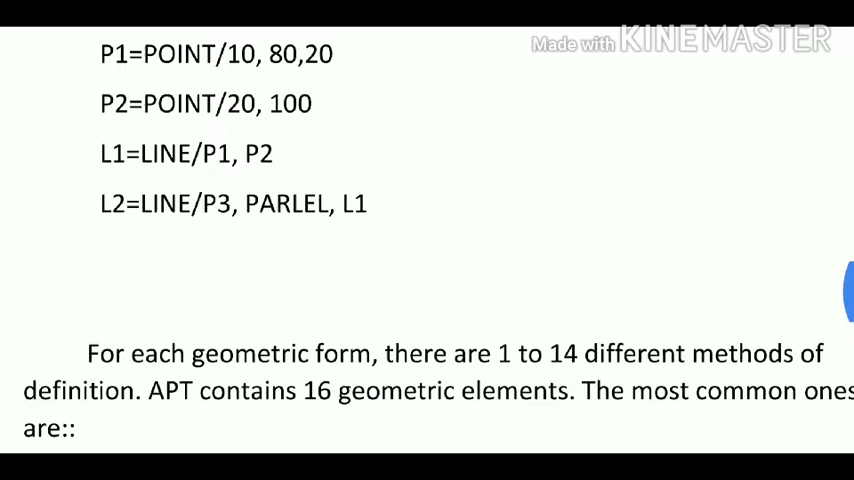 P1=POINT/10, 80,20
Made with KINEMASTER
P2=POINT/20, 100
L1=LINE/P1, P2
L2=LINE/P3, PARLEL, L1
For each geometric form, there are 1 to 14 different methods of
definition. APT contains 16 geometric elements. The most common ones
are::